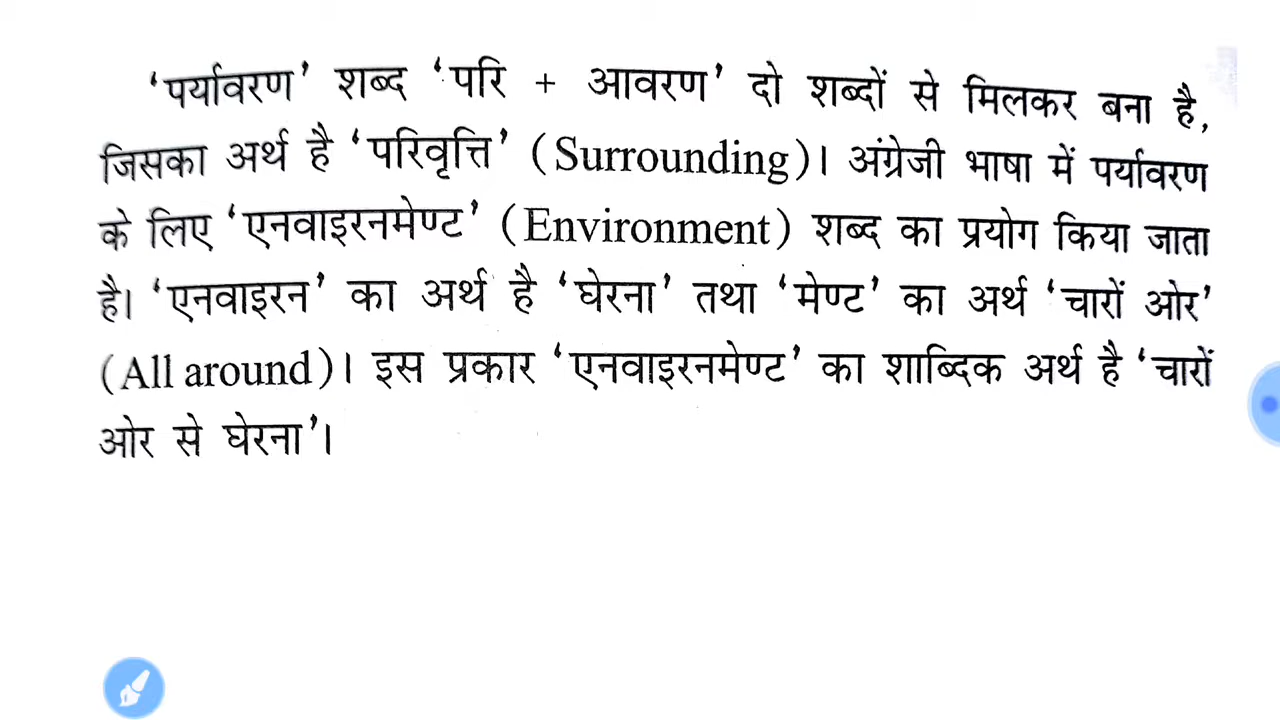 ‘पर्यावरण’ शब्द ‘परि + आवरण’ दो शब्दों से मिलकर बना है,
जिसका अर्थ है ‘परिवृत्ति’ (Surrounding)। अंग्रेजी भाषा में पर्यावरण
के लिए ‘एनवाइरनमेण्ट’ (Environment) शब्द का प्रयोग किया जाता
है। ‘एनवाइरन’ का अर्थ है ‘घेरना’ तथा ‘मेण्ट’ का अर्थ ‘चारों ओर’
(All around)। इस प्रकार ‘एनवाइरनमेण्ट’ का शाब्दिक अर्थ है ‘चारों
ओर से घेरना’।